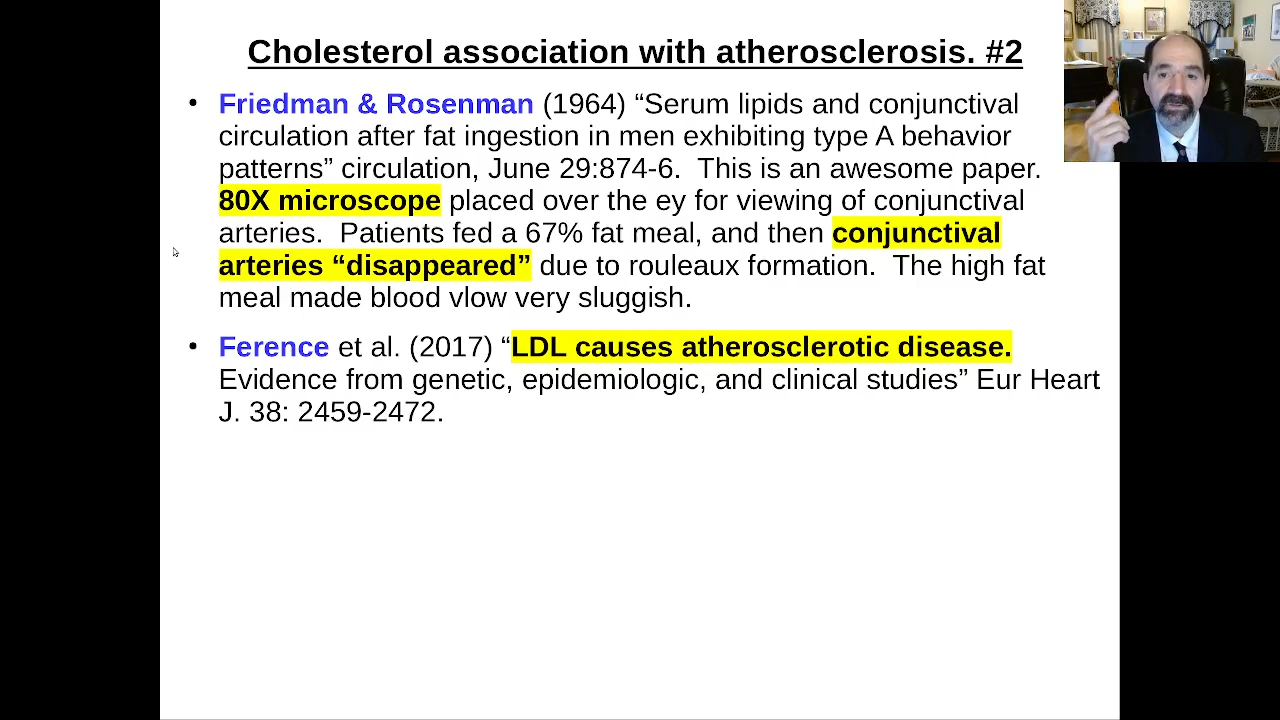 Cholesterol association with atherosclerosis. #2
• Friedman & Rosenman (1964) “Serum lipids and conjunctival
circulation after fat ingestion in men exhibiting type A behavior
patterns” circulation, June 29:874-6.  This is an awesome paper.
80X microscope placed over the ey for viewing of conjunctival
arteries.  Patients fed a 67% fat meal, and then conjunctival
arteries “disappeared” due to rouleaux formation.  The high fat
meal made blood vlow very sluggish.
• Ference et al. (2017) “LDL causes atherosclerotic disease.
Evidence from genetic, epidemiologic, and clinical studies” Eur Heart
J. 38: 2459-2472.